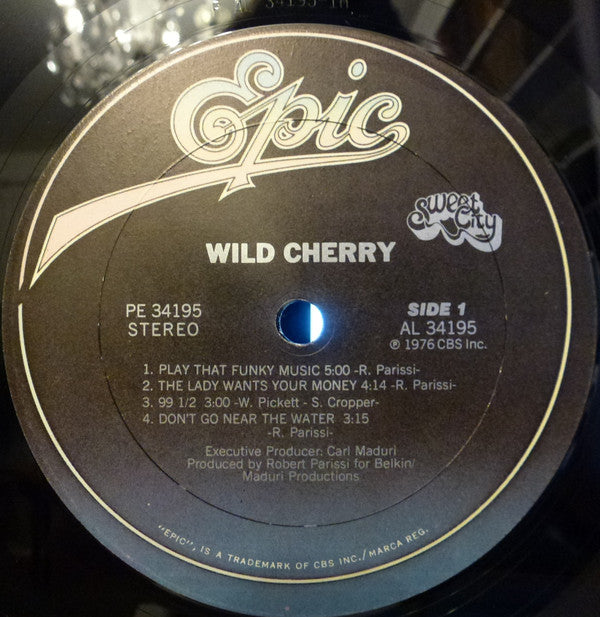 Epic
Sweet City
WILD CHERRY
PE 34195
STEREO
SIDE 1
AL 34195
℗ 1976 CBS Inc.
1. PLAY THAT FUNKY MUSIC 5:00 -R. Parissi-
2. THE LADY WANTS YOUR MONEY 4:14 -R. Parissi-
3. 99 1/2 3:00 -W. Pickett - S. Cropper-
4. DON'T GO NEAR THE WATER 3:15
-R. Parissi-
Executive Producer: Carl Maduri
Produced by Robert Parissi for Belkin/
Maduri Productions
"EPIC", IS A TRADEMARK OF CBS INC./MARCA REG.